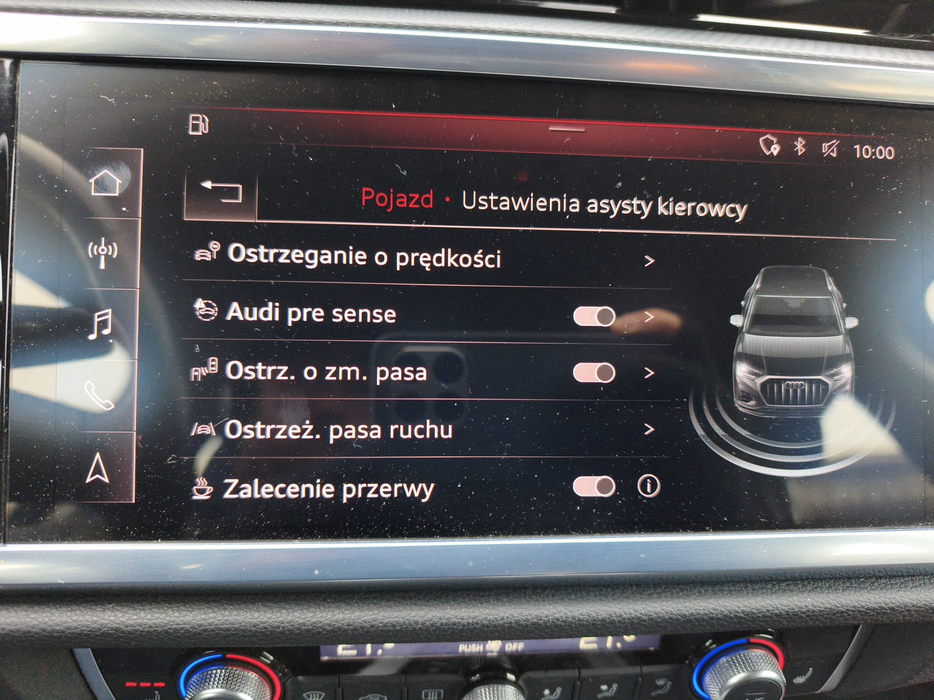 10:00
Pojazd • Ustawienia asysty kierowcy
Ostrzeganie o prędkości
Audi pre sense
Ostrz. o zm. pasa
Ostrzeż. pasa ruchu
Zalecenie przerwy
PUSH OFF